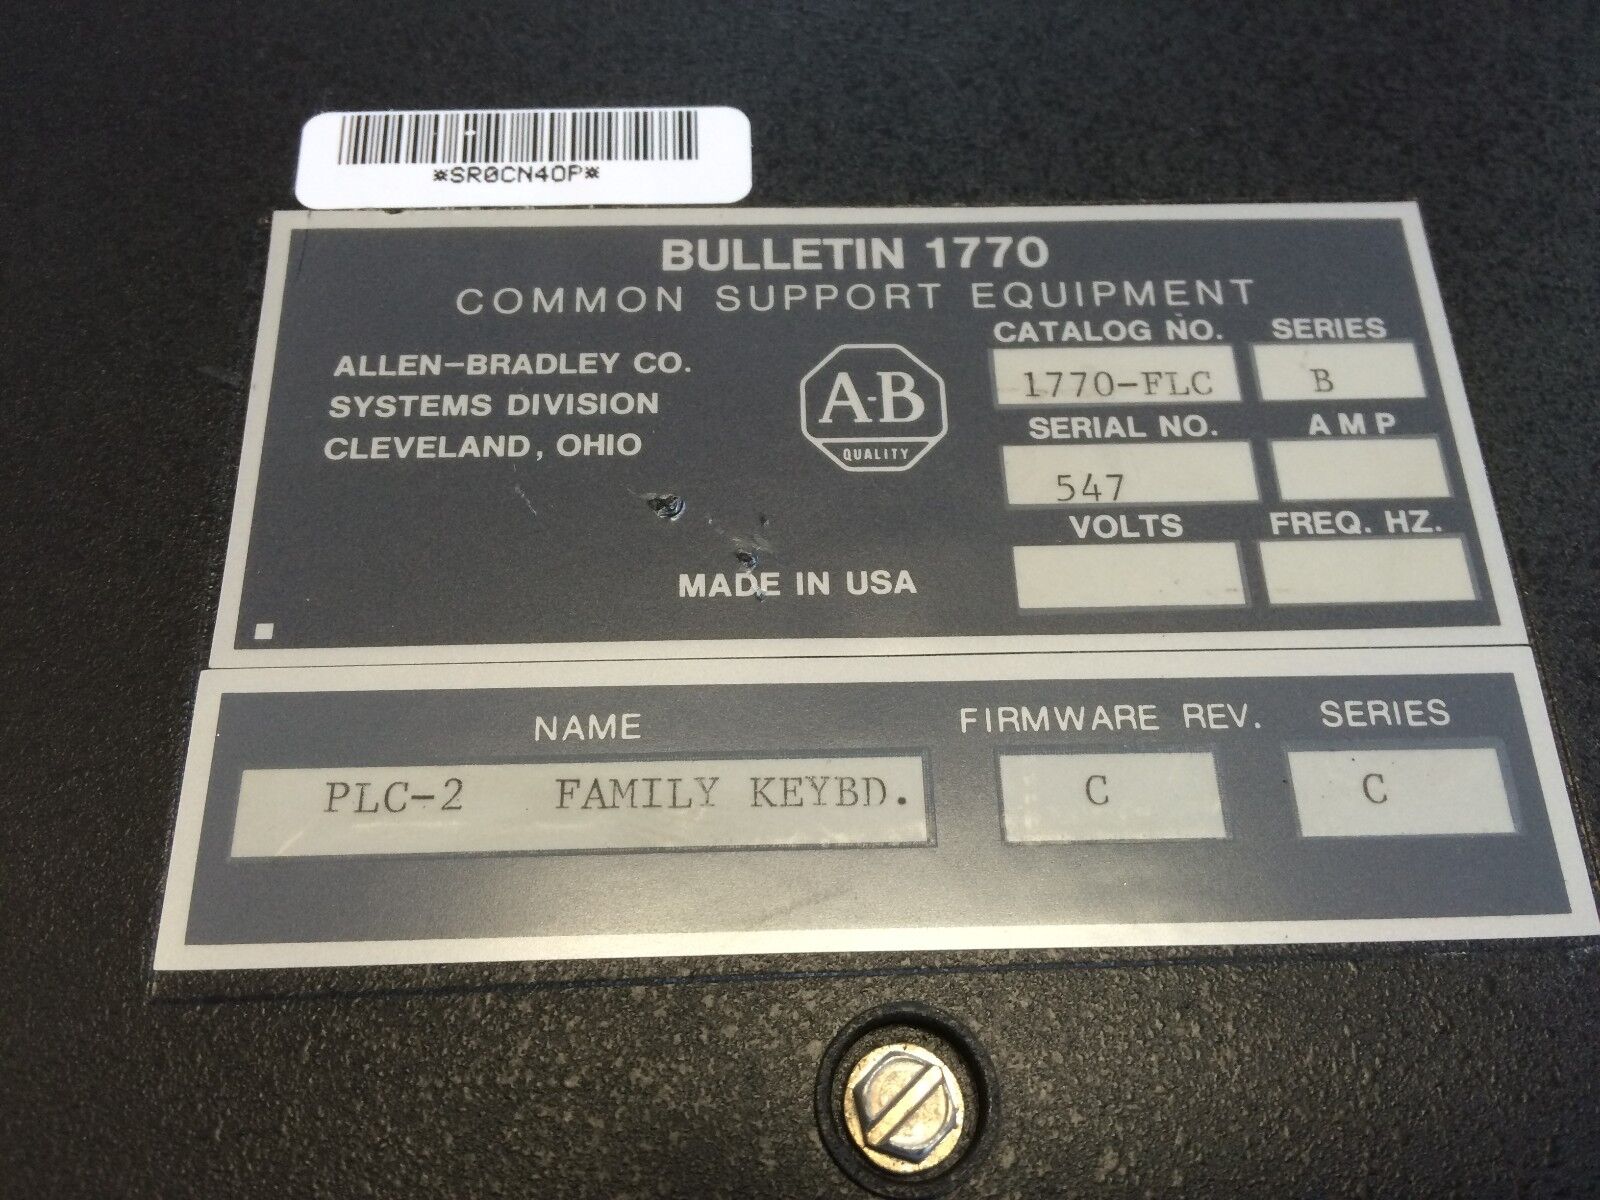 *SR0CN4OP*
BULLETIN 1770
COMMON SUPPORT EQUIPMENT
ALLEN-BRADLEY CO.
SYSTEMS DIVISION
CLEVELAND, OHIO
A-B
QUALITY
MADE IN USA
CATALOG NO. SERIES
1770-FLC B
SERIAL NO. AMP
547
VOLTS FREQ. HZ.
NAME FIRMWARE REV. SERIES
PLC-2 FAMILY KEYBD. C C